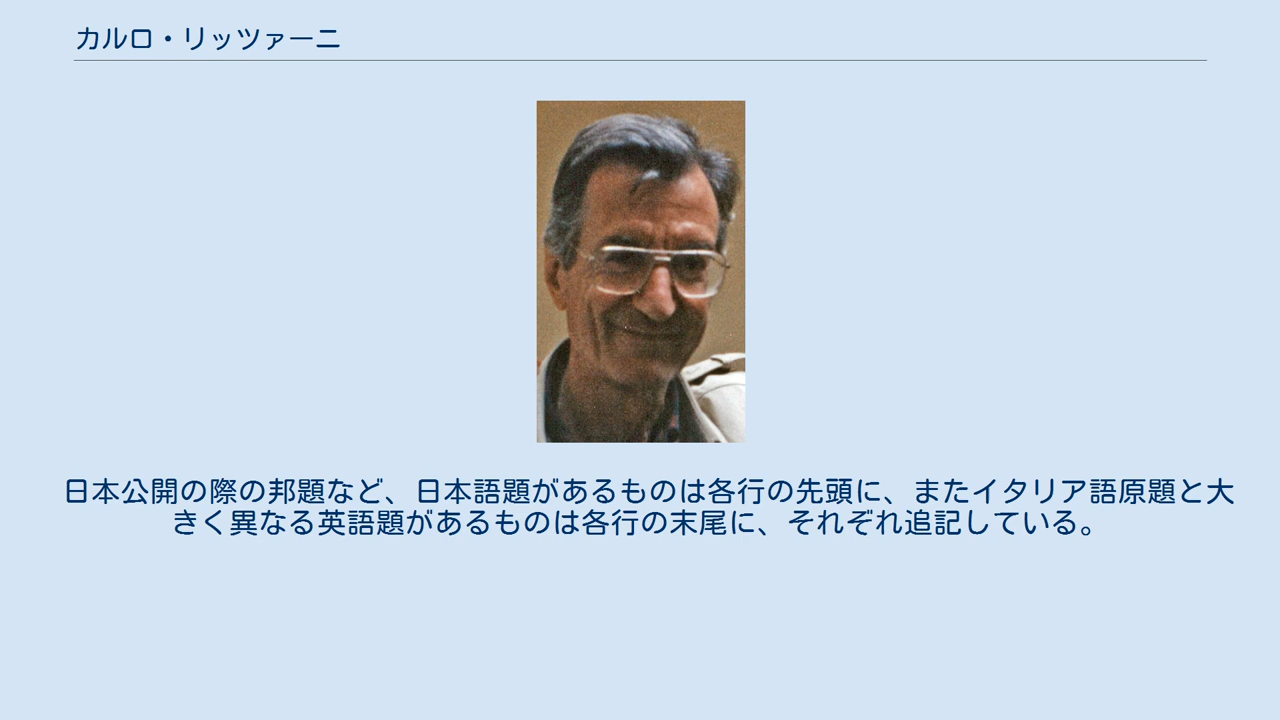 カルロ・リッツァーニ
日本公開の際の邦題など、日本語題があるものは各行の先頭に、またイタリア語原題と大
きく異なる英語題があるものは各行の末尾に、それぞれ追記している。